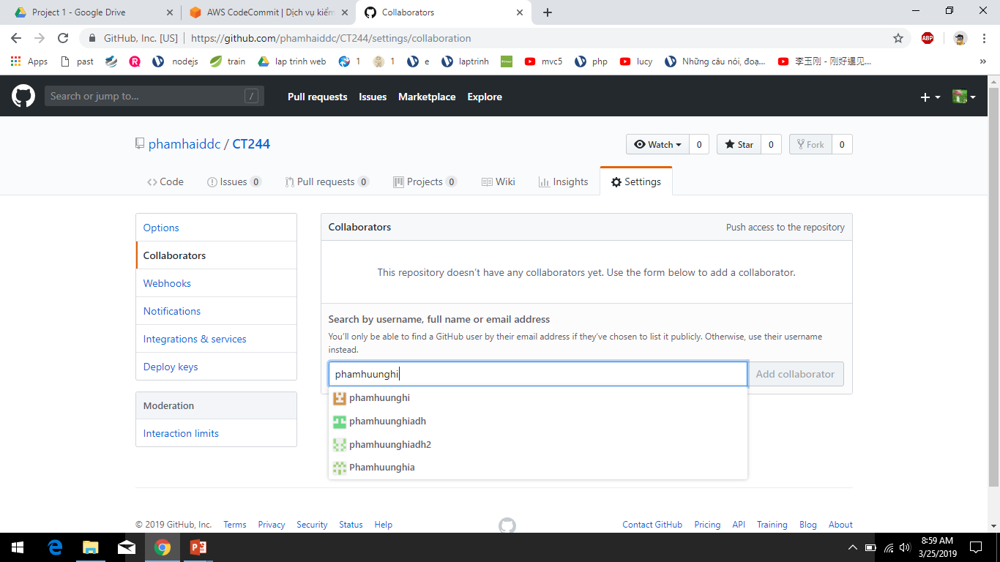 Project 1 - Google Drive
AWS CodeCommit | Dịch vụ kiểm
Collaborators
GitHub, Inc. [US] | https://github.com/phamhaiddc/CT244/settings/collaboration
ABP
Apps past nodejs train lap trinh web 1 1 e laptrinh mvc5 php lucy Những câu nói, đoạ... 李玉刚 - 刚好遇见...
Search or jump to... / Pull requests Issues Marketplace Explore
phamhaiddc / CT244
Watch 0 Star 0 Fork 0
Code Issues 0 Pull requests 0 Projects 0 Wiki Insights Settings
Options
Collaborators
Webhooks
Notifications
Integrations & services
Deploy keys
Moderation
Interaction limits
Collaborators Push access to the repository
This repository doesn't have any collaborators yet. Use the form below to add a collaborator.
Search by username, full name or email address
You'll only be able to find a GitHub user by their email address if they've chosen to list it publicly. Otherwise, use their username
instead.
phamhuunghi Add collaborator
phamhuunghi
phamhuunghiadh
phamhuunghiadh2
Phamhuunghia
© 2019 GitHub, Inc. Terms Privacy Security Status Help Contact GitHub Pricing API Training Blog About
8:59 AM
3/25/2019